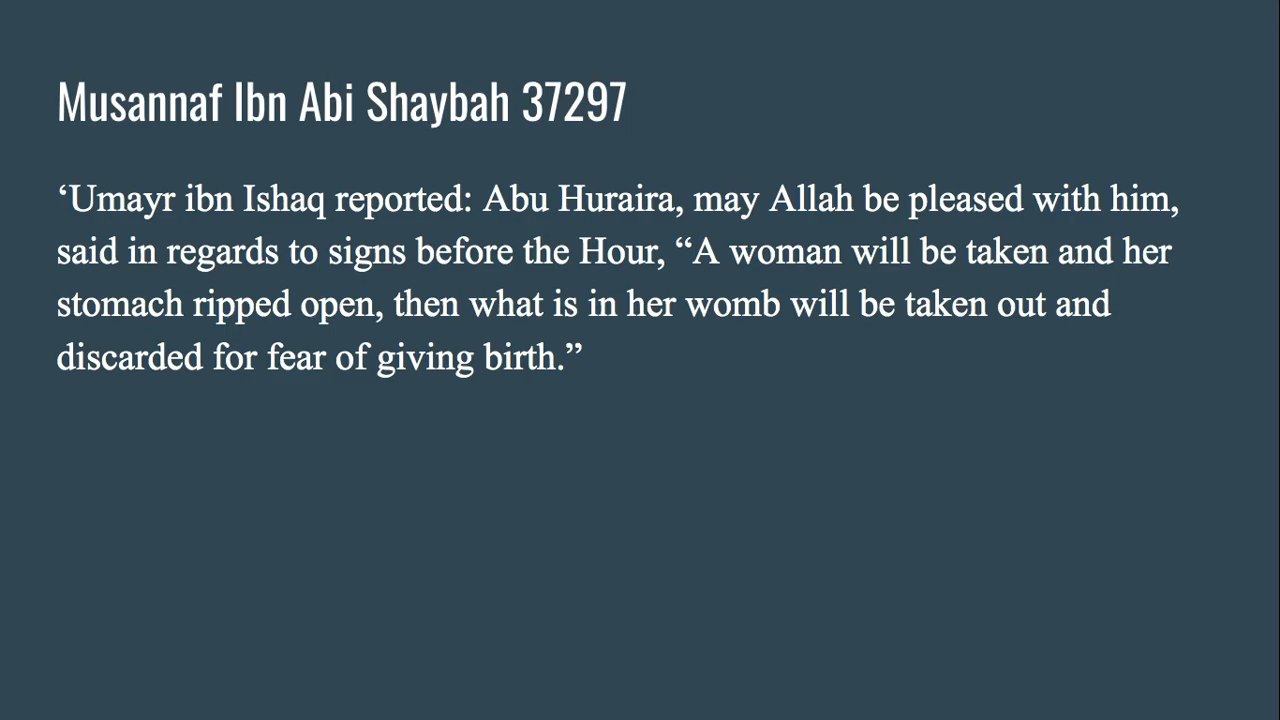 Musannaf Ibn Abi Shaybah 37297
‘Umayr ibn Ishaq reported: Abu Huraira, may Allah be pleased with him,
said in regards to signs before the Hour, “A woman will be taken and her
stomach ripped open, then what is in her womb will be taken out and
discarded for fear of giving birth.”